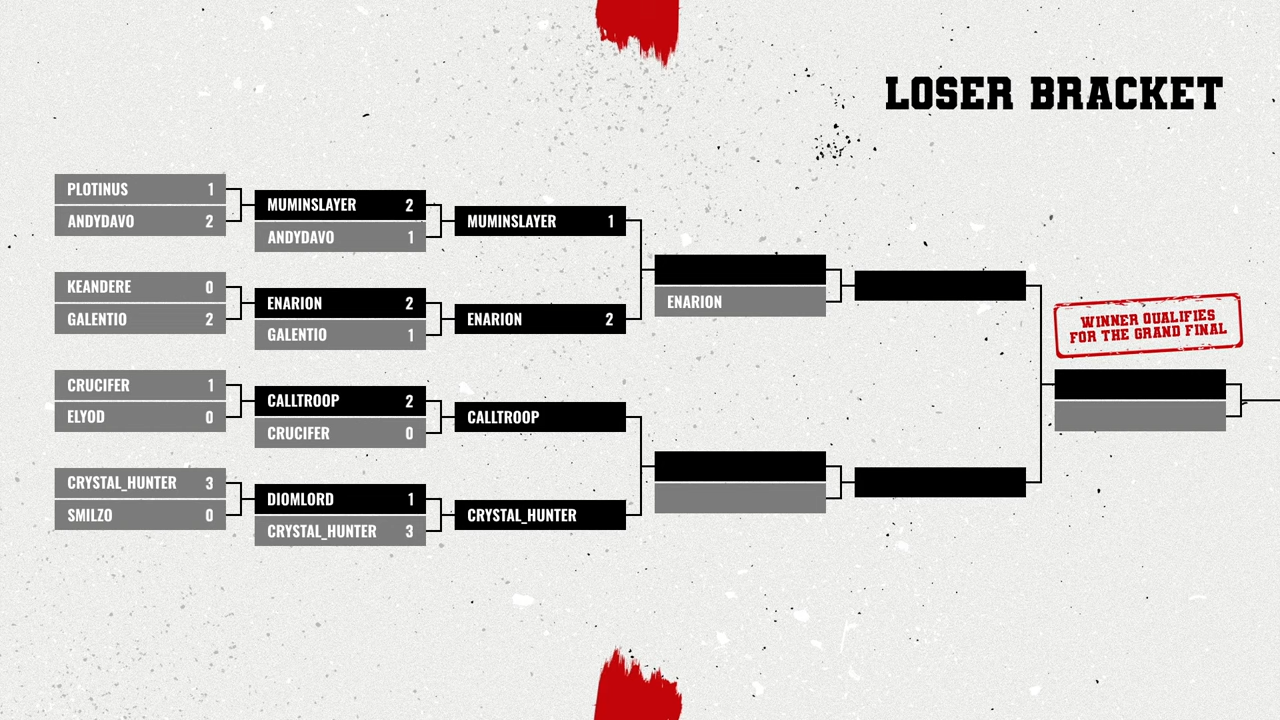 LOSER BRACKET
PLOTINUS 1
ANDYDAVO 2
KEANDERE 0
GALENTIO 2
CRUCIFER 1
ELYOD 0
CRYSTAL_HUNTER 3
SMILZO 0
MUMINSLAYER 2
ANDYDAVO 1
ENARION 2
GALENTIO 1
CALLTROOP 2
CRUCIFER 0
DIOMLORD 1
CRYSTAL_HUNTER 3
MUMINSLAYER 1
ENARION 2
CALLTROOP
CRYSTAL_HUNTER
ENARION
WINNER QUALIFIES
FOR THE GRAND FINAL